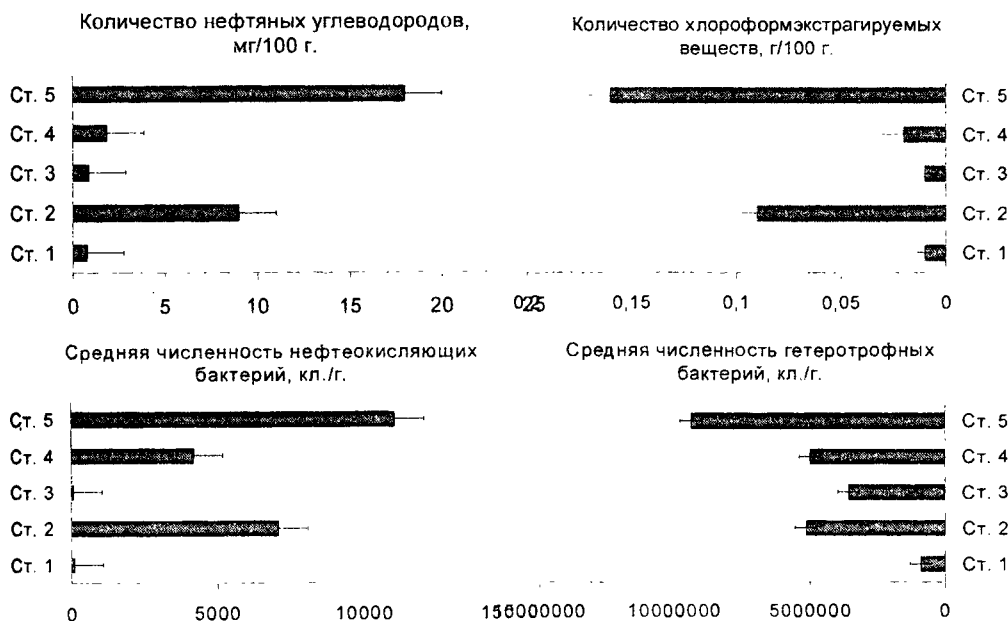 Количество нефтяных углеводородов,
мг/100 г.
Ст. 5
Ст. 4
Ст. 3
Ст. 2
Ст. 1
0 5 10 15 20 25
Количество хлороформэкстрагируемых
веществ, г/100 г.
Ст. 5
Ст. 4
Ст. 3
Ст. 2
Ст. 1
0,2 0,15 0,1 0,05 0
Средняя численность нефтеокисляющих
бактерий, кл./г.
Ст. 5
Ст. 4
Ст. 3
Ст. 2
Ст. 1
0 5000 10000
Средняя численность гетеротрофных
бактерий, кл./г.
Ст. 5
Ст. 4
Ст. 3
Ст. 2
Ст. 1
10000000 5000000 0